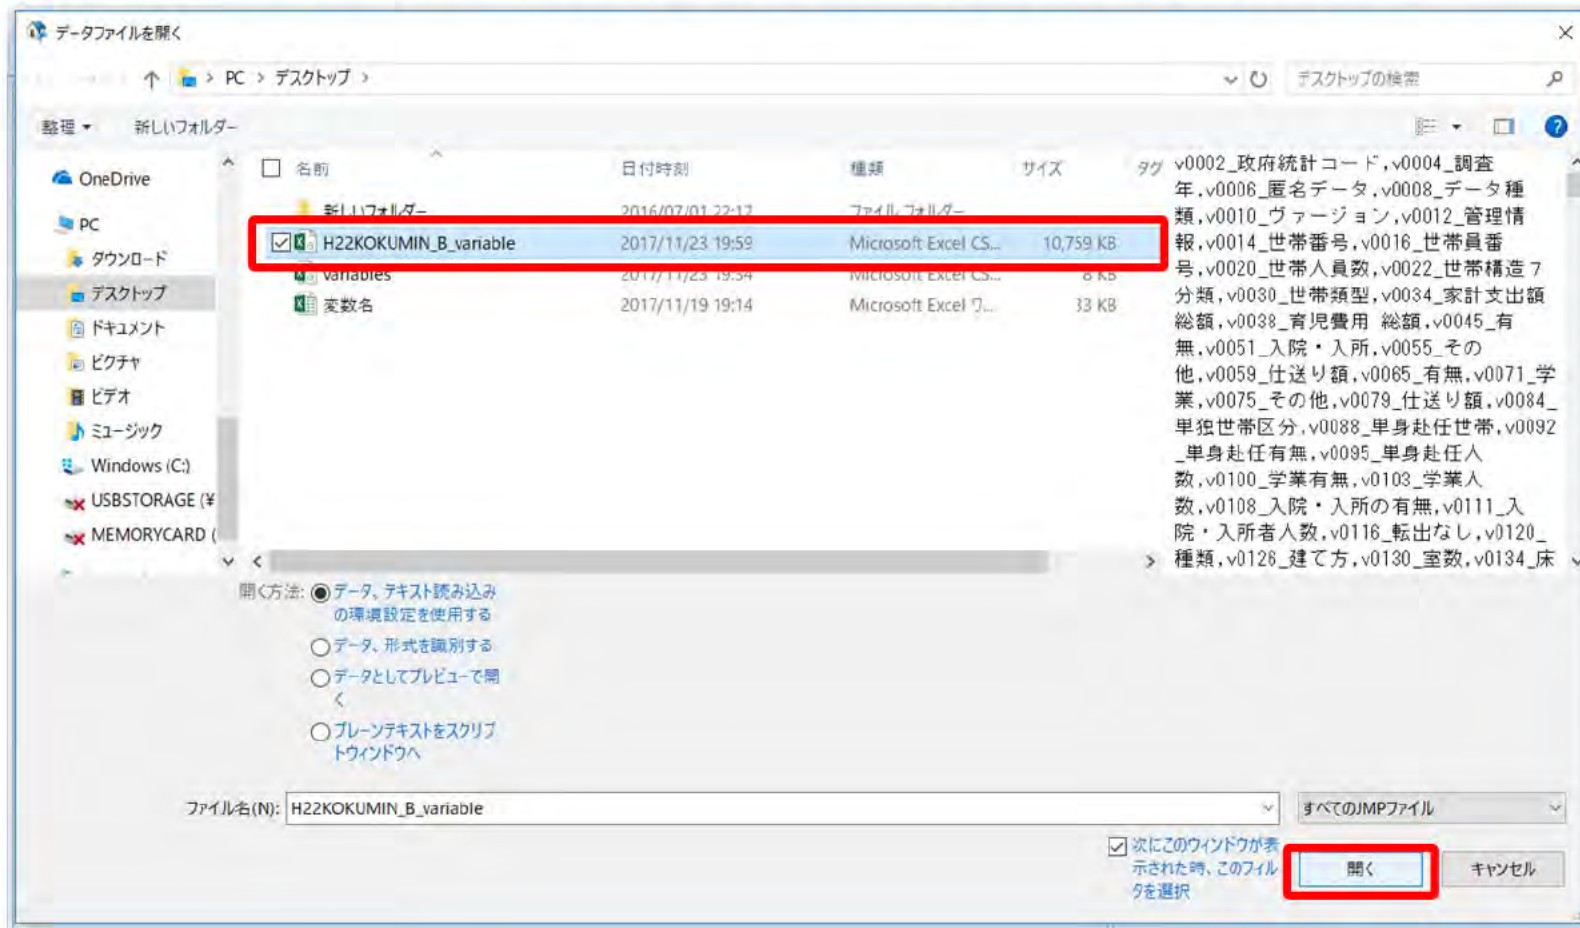 データファイルを開く
PC > デスクトップ >
デスクトップの検索
整理
新しいフォルダー
OneDrive
PC
ダウンロード
デスクトップ
ドキュメント
ピクチャ
ビデオ
ミュージック
Windows (C:)
USBSTORAGE (¥
MEMORYCARD (
名前 日付時刻 種類 サイズ タグ
新しいフォルダー 2016/07/01 22:17 ファイル フォルダー
H22KOKUMIN_B_variable 2017/11/23 19:59 Microsoft Excel CS... 10,759 KB
variables 2017/11/23 19:34 Microsoft Excel CS... 8 KB
変数名 2017/11/19 19:14 Microsoft Excel ワ... 33 KB
v0002_政府統計コード,v0004_調査
年,v0006_匿名データ,v0008_データ種
類,v0010_ヴァージョン,v0012_管理情
報,v0014_世帯番号,v0016_世帯員番
号,v0020_世帯人員数,v0022_世帯構造7
分類,v0030_世帯類型,v0034_家計支出額
総額,v0038_育児費用 総額,v0045_有
無,v0051_入院・入所,v0055_その
他,v0059_仕送り額,v0065_有無,v0071_学
業,v0075_その他,v0079_仕送り額,v0084_
単独世帯区分,v0088_単身赴任世帯,v0092
_単身赴任有無,v0095_単身赴任人
数,v0100_学業有無,v0103_学業人
数,v0108_入院・入所の有無,v0111_入
院・入所者人数,v0116_転出なし,v0120_
種類,v0126_建て方,v0130_室数,v0134_床
開く方法:
データ、テキスト読み込み
の環境設定を使用する
データ、形式を識別する
データとしてプレビューで開
く
プレーンテキストをスクリプ
トウィンドウへ
ファイル名(N): H22KOKUMIN_B_variable
すべてのJMPファイル
次にこのウィンドウが表
示された時、このフィル
タを選択
開く
キャンセル